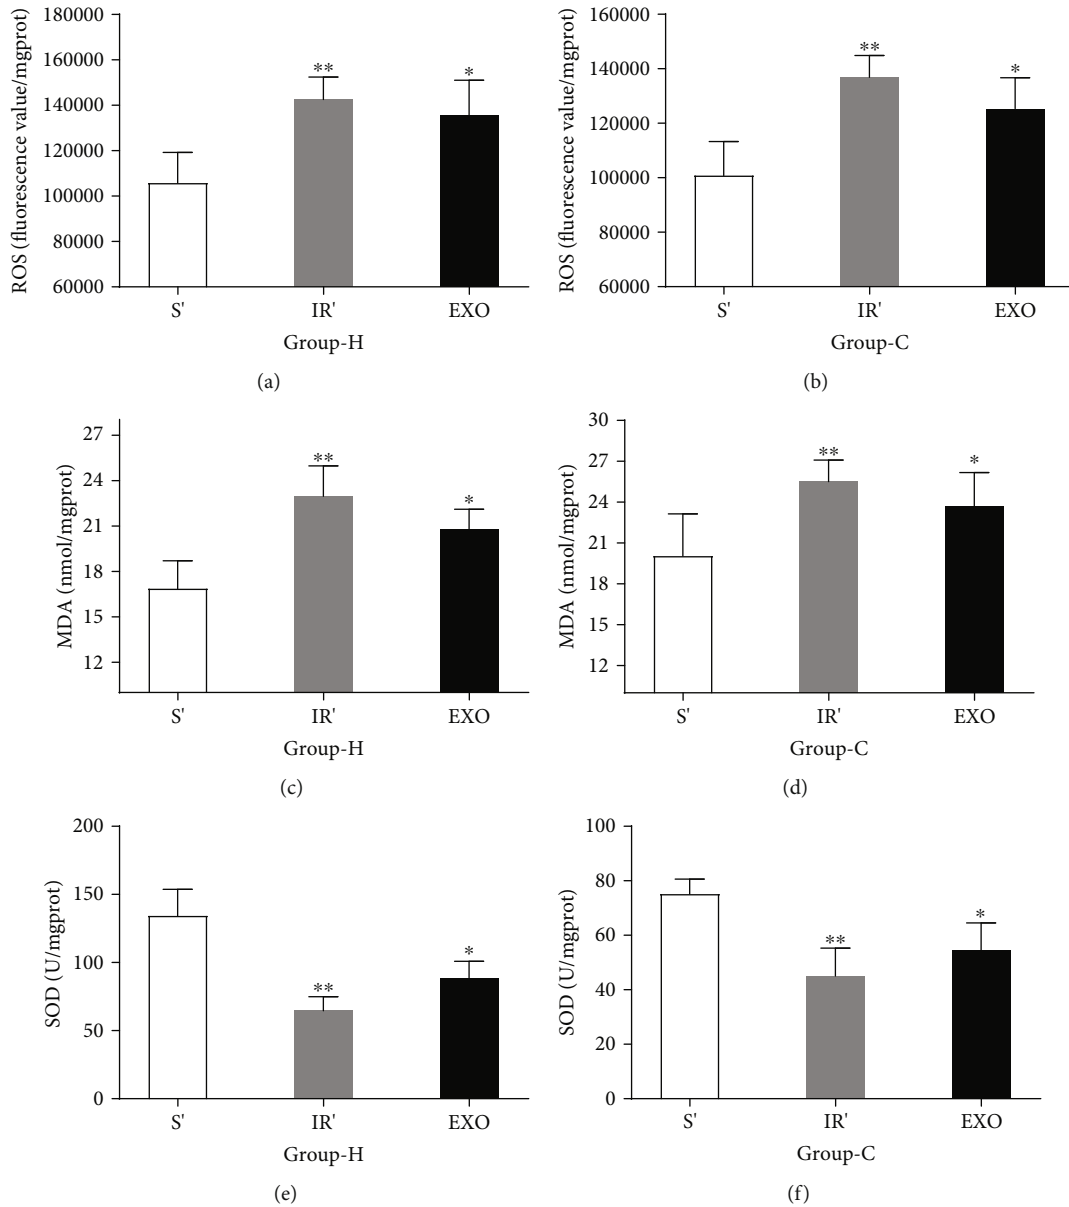 ROS (fluorescence value/mgprot)
180000
160000
140000
120000
100000
80000
60000
**
*
S' IR' EXO
Group-H
(a)
ROS (fluorescence value/mgprot)
160000
140000
120000
100000
80000
60000
**
*
S' IR' EXO
Group-C
(b)
MDA (nmol/mgprot)
27
24
21
18
15
12
**
*
S' IR' EXO
Group-H
(c)
MDA (nmol/mgprot)
30
27
24
21
18
15
12
**
*
S' IR' EXO
Group-C
(d)
SOD (U/mgprot)
200
150
100
50
0
**
*
S' IR' EXO
Group-H
(e)
SOD (U/mgprot)
100
80
60
40
20
0
**
*
S' IR' EXO
Group-C
(f)